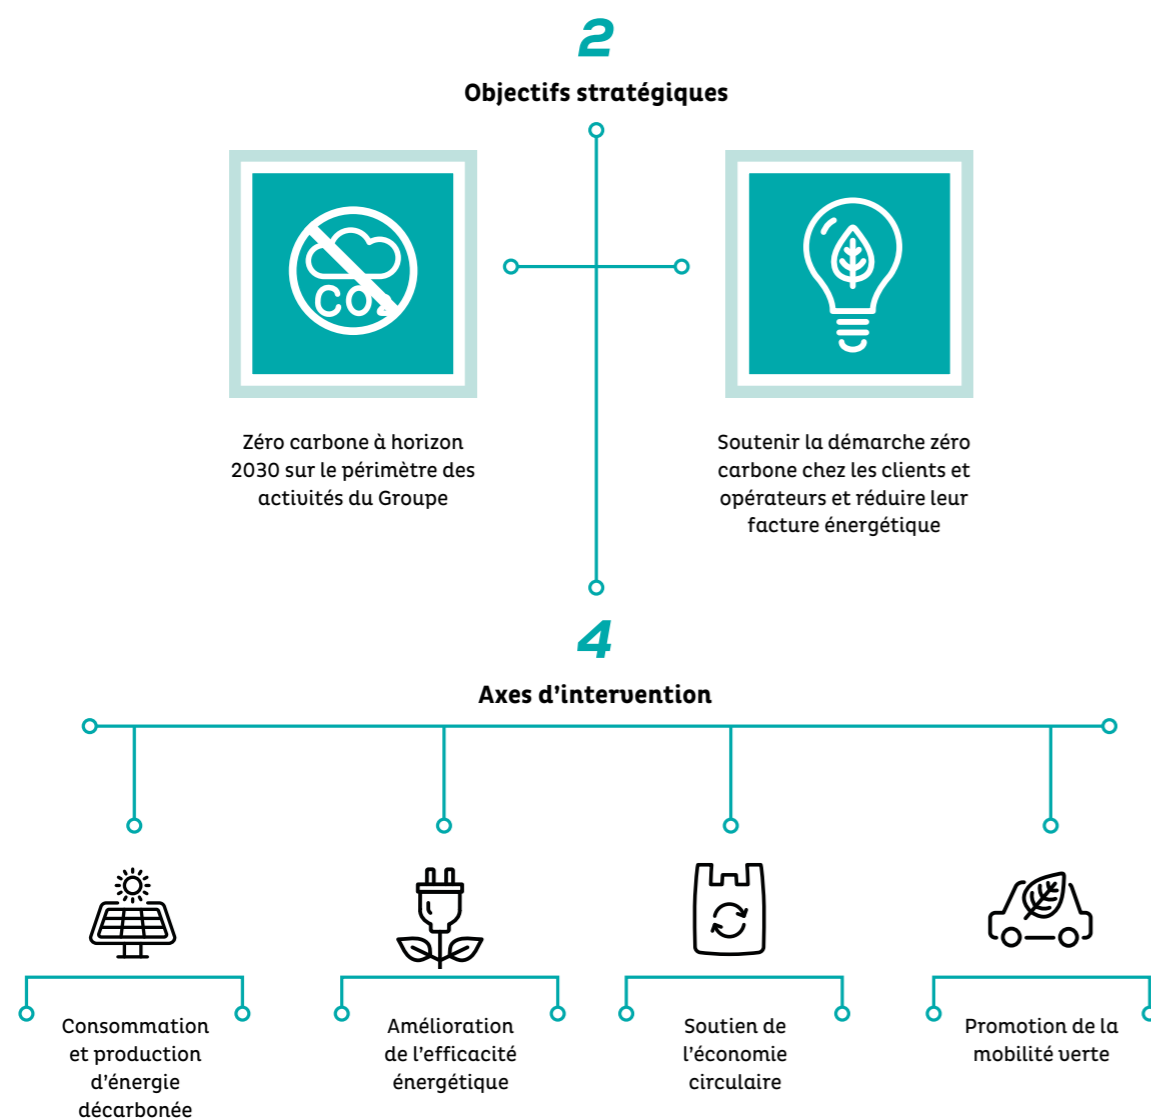 2
Objectifs stratégiques
CO₂
Zéro carbone à horizon
2030 sur le périmètre des
activités du Groupe
Soutenir la démarche zéro
carbone chez les clients et
opérateurs et réduire leur
facture énergétique
4
Axes d’intervention
Consommation
et production
d’énergie
décarbonée
Amélioration
de l’efficacité
énergétique
Soutien de
l’économie
circulaire
Promotion de la
mobilité verte